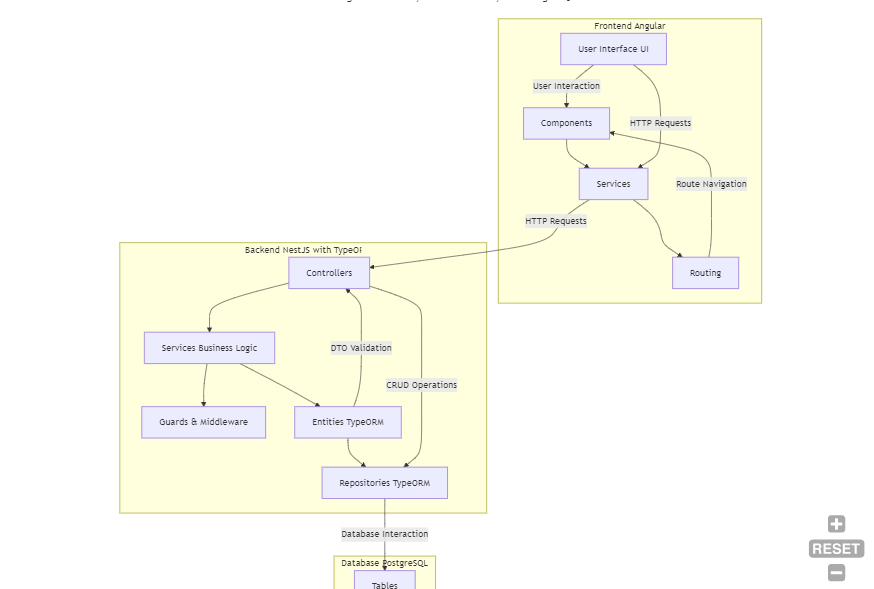 Frontend Angular
User Interface UI
User Interaction
Components
HTTP Requests
Services
Route Navigation
HTTP Requests
Routing
Backend NestJS with
Controllers
Services Business Logic
DTO Validation
CRUD Operations
Guards & Middleware
Entities TypeORM
Repositories TypeORM
Database Interaction
Database PostgreSQL
Tables
RESET